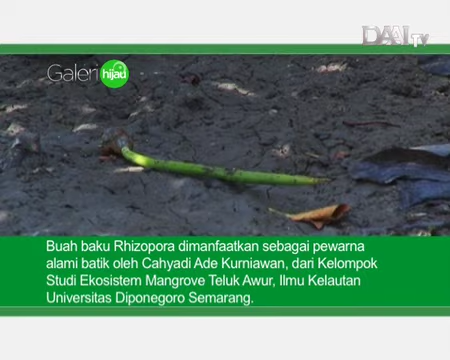 DAAI TV
Galeri hijau
Buah baku Rhizopora dimanfaatkan sebagai pewarna
alami batik oleh Cahyadi Ade Kurniawan, dari Kelompok
Studi Ekosistem Mangrove Teluk Awur, Ilmu Kelautan
Universitas Diponegoro Semarang.